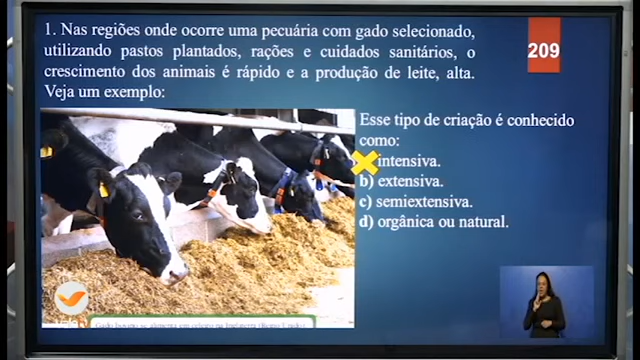 1. Nas regiões onde ocorre uma pecuária com gado selecionado,
utilizando pastos plantados, rações e cuidados sanitários, o
crescimento dos animais é rápido e a produção de leite, alta.
Veja um exemplo:
209
Esse tipo de criação é conhecido
como:
intensiva.
b) extensiva.
c) semiextensiva.
d) orgânica ou natural.